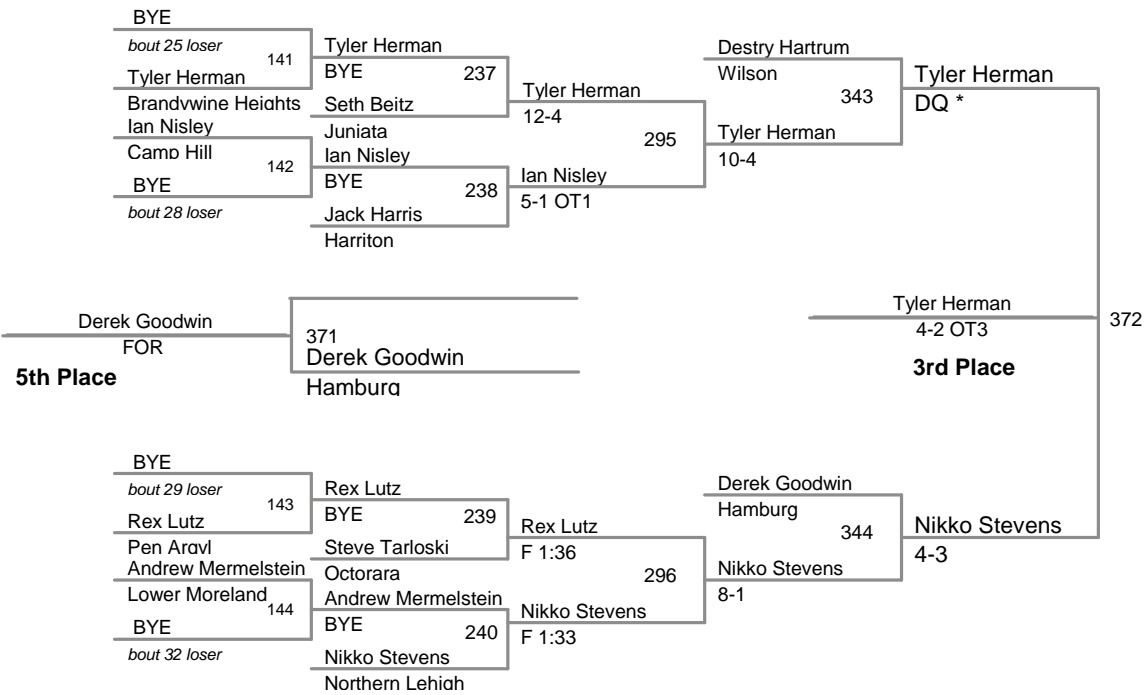 BYE
bout 25 loser
141
Tyler Herman
Brandywine Heights
Ian Nisley
Camp Hill
142
BYE
bout 28 loser
Tyler Herman
BYE
237
Seth Beitz
Juniata
Ian Nisley
BYE
238
Jack Harris
Harriton
Tyler Herman
12-4
295
Ian Nisley
5-1 OT1
Destry Hartrum
Wilson
343
Tyler Herman
10-4
Tyler Herman
DQ *
Derek Goodwin
FOR
5th Place
371
Derek Goodwin
Hamburg
Tyler Herman
4-2 OT3
3rd Place
372
BYE
bout 29 loser
143
Rex Lutz
Pen Argyl
Andrew Mermelstein
Lower Moreland
144
BYE
bout 32 loser
Rex Lutz
BYE
239
Steve Tarloski
Octorara
Andrew Mermelstein
BYE
240
Nikko Stevens
Northern Lehigh
Rex Lutz
F 1:36
296
Nikko Stevens
F 1:33
Derek Goodwin
Hamburg
344
Nikko Stevens
8-1
Nikko Stevens
4-3